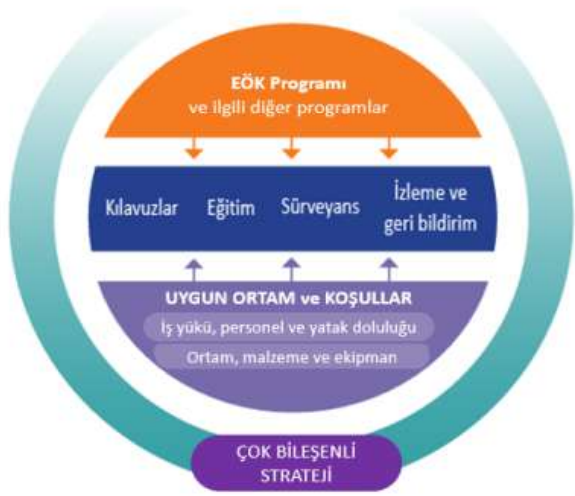 EÖK Programı
ve ilgili diğer programlar
Kılavuzlar
Eğitim
Sürveyans
İzleme ve
geri bildirim
UYGUN ORTAM ve KOŞULLAR
İş yükü, personel ve yatak doluluğu
Ortam, malzeme ve ekipman
ÇOK BİLEŞENLİ
STRATEJİ